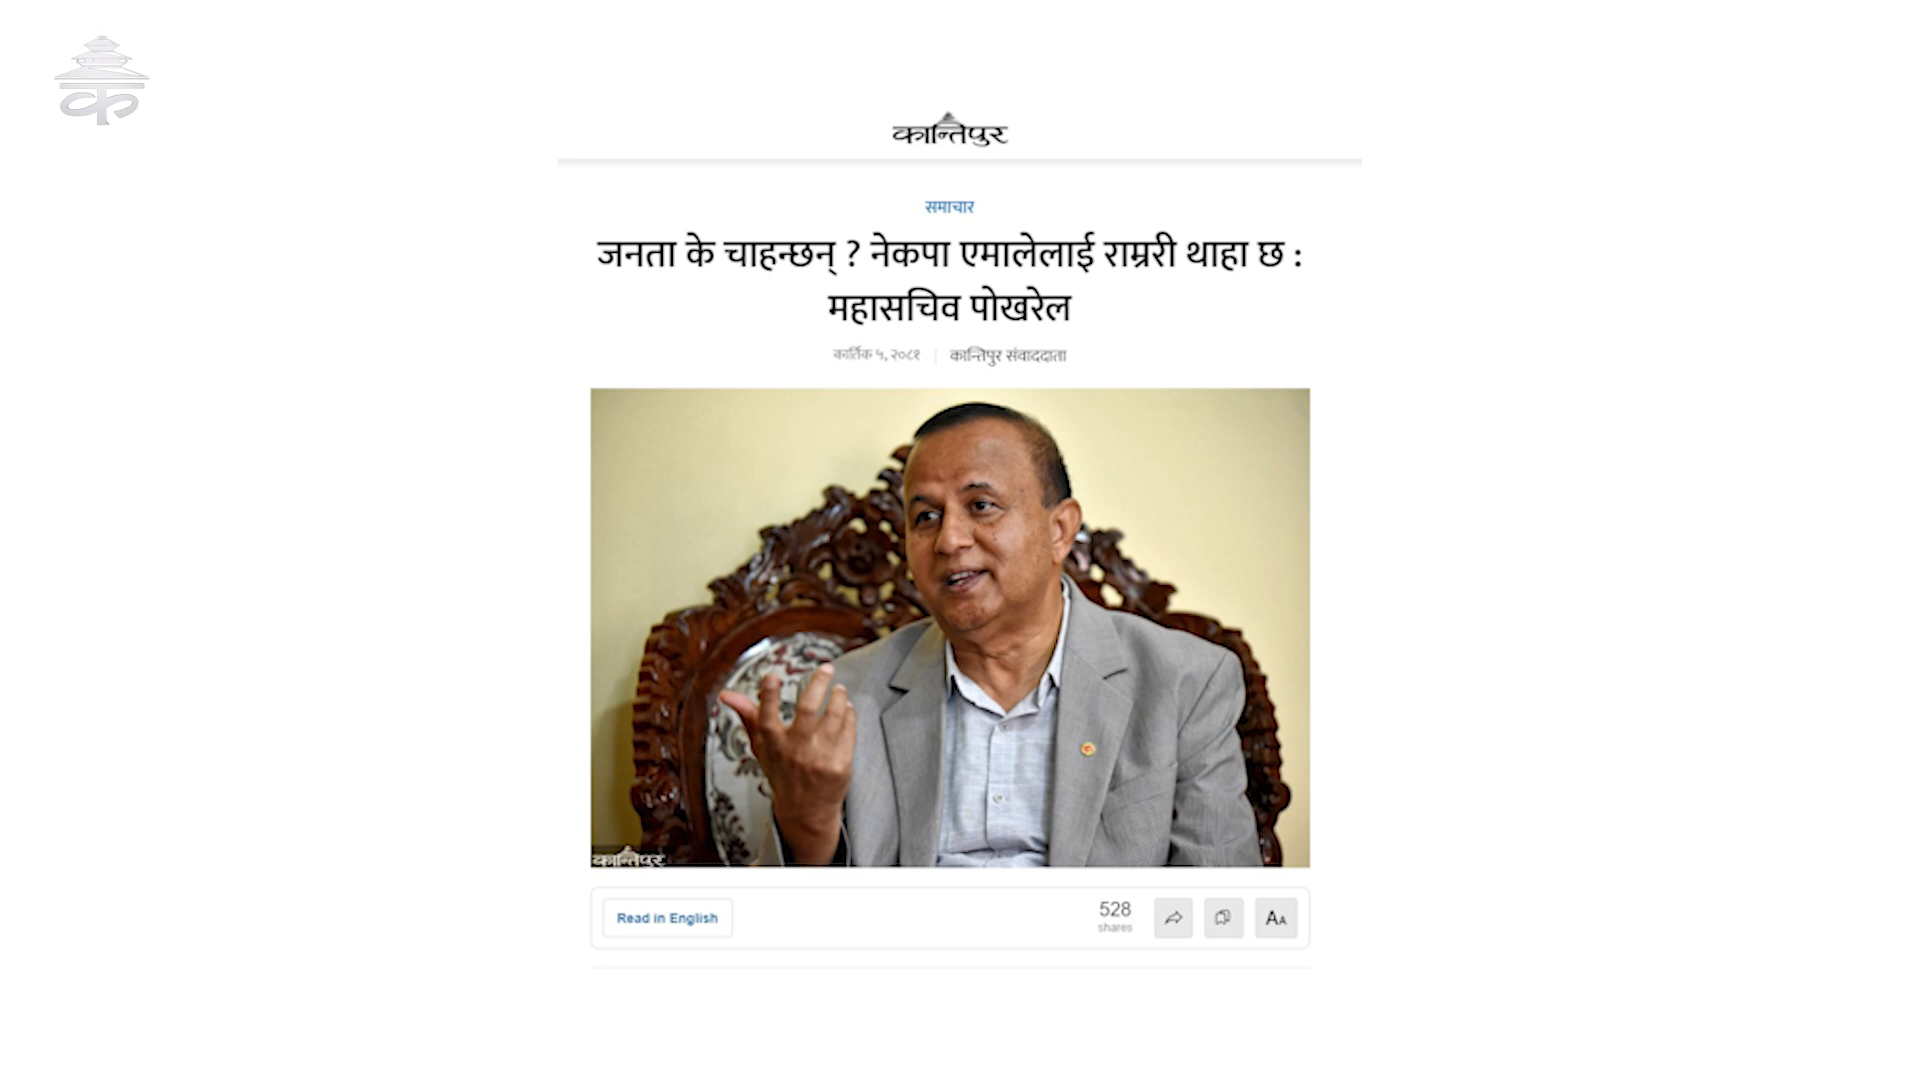 क
कान्तिपुर
समाचार
जनता के चाहन्छन् ? नेकपा एमालेलाई राम्ररी थाहा छ :
महासचिव पोखरेल
कार्तिक ५, २०८१ | कान्तिपुर संवाददाता
कान्तिपुर
Read in English
528
shares
AA